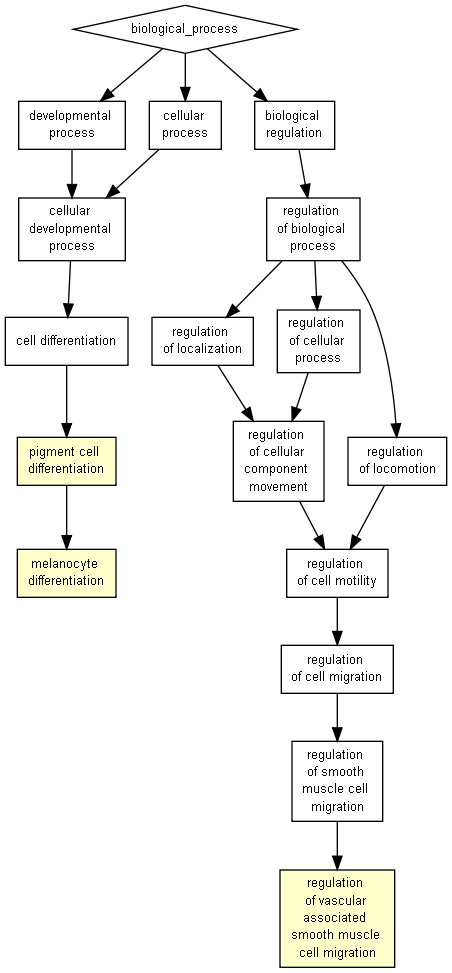 biological_process
developmental
process
cellular
process
biological
regulation
cellular
developmental
process
regulation
of biological
process
cell differentiation
regulation
of localization
regulation
of cellular
process
pigment cell
differentiation
regulation
of cellular
component
movement
regulation
of locomotion
melanocyte
differentiation
regulation
of cell motility
regulation
of cell migration
regulation
of smooth
muscle cell
migration
regulation
of vascular
associated
smooth muscle
cell migration